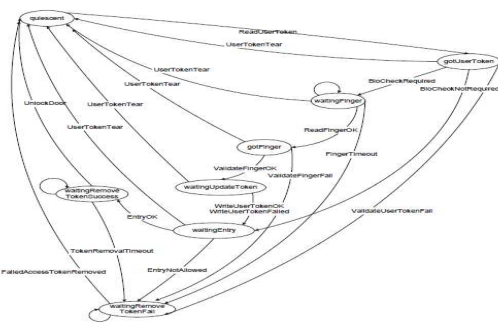 quiescent
ReadUserToken
UserTokenTear
gotUserToken
UserTokenTear
BioCheckRequired
UserTokenTear
BioCheckNotRequired
waitingFinger
UnlockDoor
UserTokenTear
UserTokenTear
ReadFingerOK
gotFinger
FingerTimeout
ValidateFingerOK
ValidateFingerFail
waitingRemove
TokenSuccess
waitingUpdateToken
WriteUserTokenOK
WriteUserTokenFailed
ValidateUserTokenFail
EntryOK
waitingEntry
TokenRemovalTimeout
FailedAccessTokenRemoved
EntryNotAllowed
waitingRemove
TokenFail